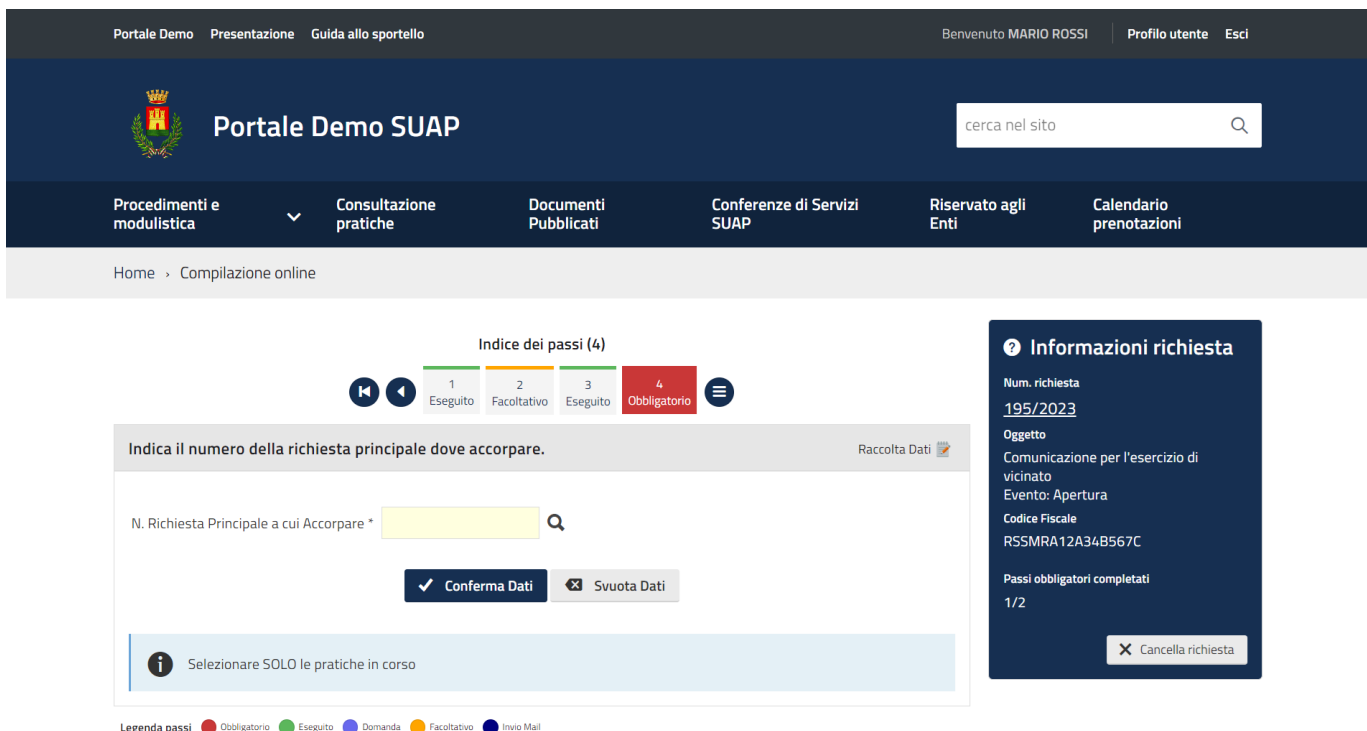 Portale Demo Presentazione Guida allo sportello Benvenuto MARIO ROSSI Profilo utente Esci
Portale Demo SUAP
cerca nel sito
Procedimenti e modulistica
Consultazione pratiche
Documenti Pubblicati
Conferenze di Servizi SUAP
Riservato agli Enti
Calendario prenotazioni
Home › Compilazione online
Indice dei passi (4)
1 Eseguito
2 Facoltativo
3 Eseguito
4 Obbligatorio
Indica il numero della richiesta principale dove accorpare. Raccolta Dati
N. Richiesta Principale a cui Accorpare *
Conferma Dati Svuota Dati
Selezionare SOLO le pratiche in corso
Legenda passi Obbligatorio Eseguito Domanda Facoltativo Invio Mail
Informazioni richiesta
Num. richiesta
195/2023
Oggetto
Comunicazione per l'esercizio di
vicinato
Evento: Apertura
Codice Fiscale
RSSMRA12A34B567C
Passi obbligatori completati
1/2
Cancella richiesta